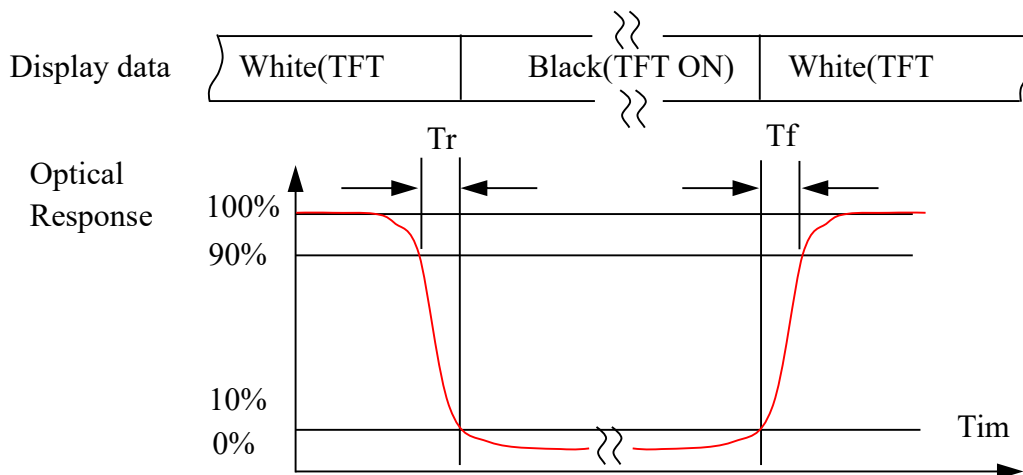 Display data
White(TFT
Black(TFT ON)
White(TFT
Tr
Tf
Optical
Response
100%
90%
10%
0%
Tim